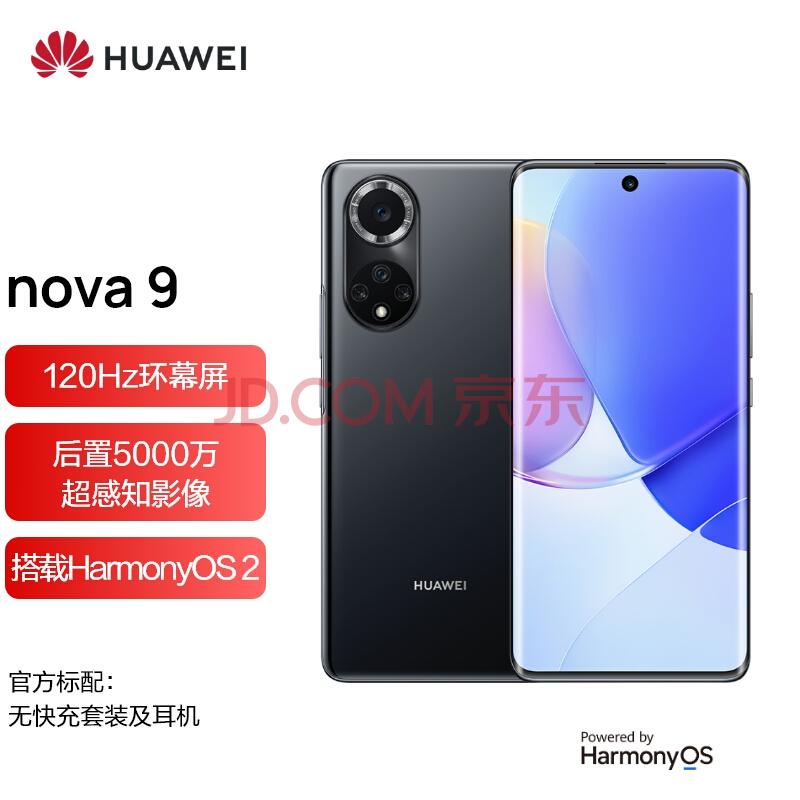 HUAWEI
nova 9
120Hz环幕屏
JD.COM 京东
后置5000万
超感知影像
HUAWEI
搭载HarmonyOS 2
官方标配：
无快充套装及耳机
Powered by
HarmonyOS